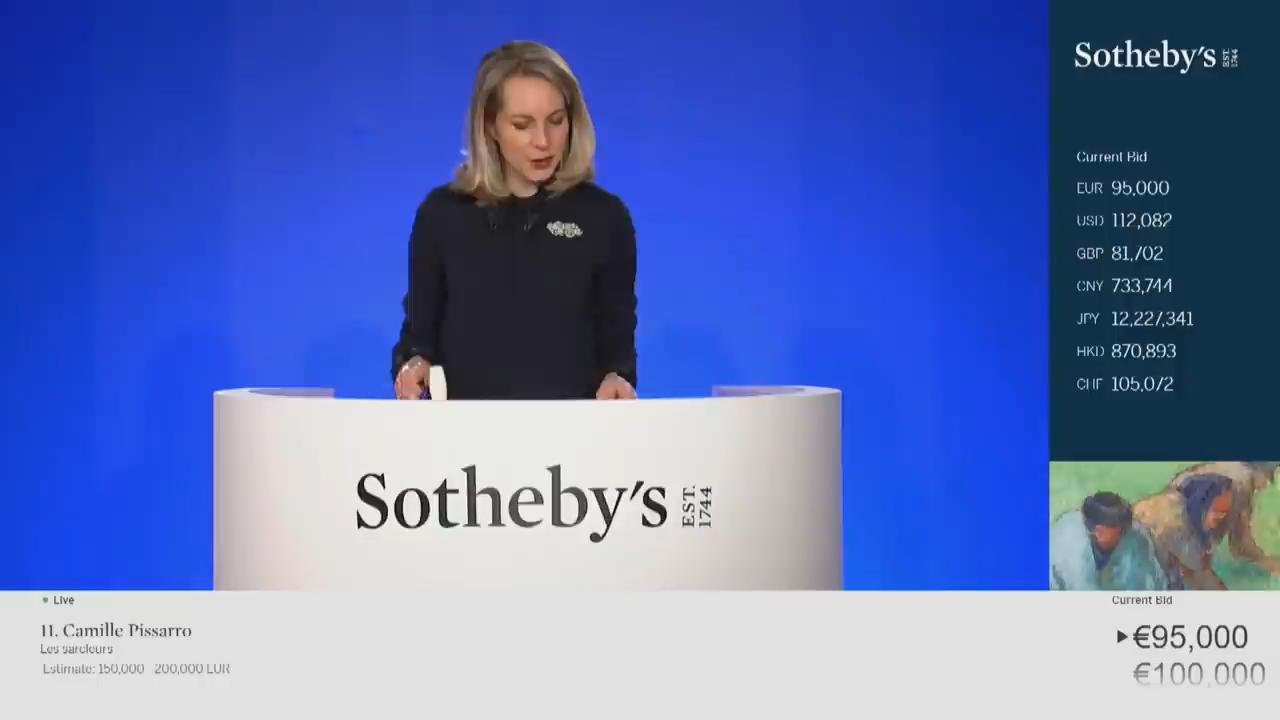 Sotheby's EST. 1744
Current Bid
EUR 95,000
USD 112,082
GBP 81,702
CNY 733,744
JPY 12,227,341
HKD 870,893
CHF 105,072
Sotheby's EST. 1744
Live
11. Camille Pissarro
Les sarcleurs
Estimate: 150,000 - 200,000 EUR
Current Bid
€95,000
€100,000